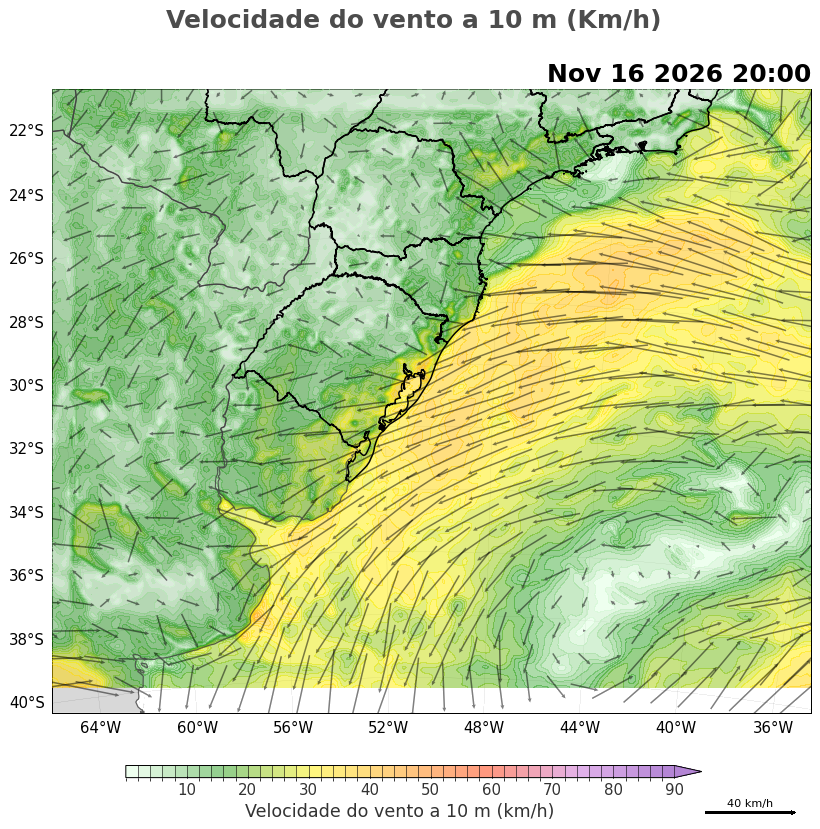 Velocidade do vento a 10 m (Km/h)
Nov 16 2026 20:00
22°S
24°S
26°S
28°S
30°S
32°S
34°S
36°S
38°S
40°S
64°W 60°W 56°W 52°W 48°W 44°W 40°W 36°W
10 20 30 40 50 60 70 80 90
Velocidade do vento a 10 m (km/h)
40 km/h